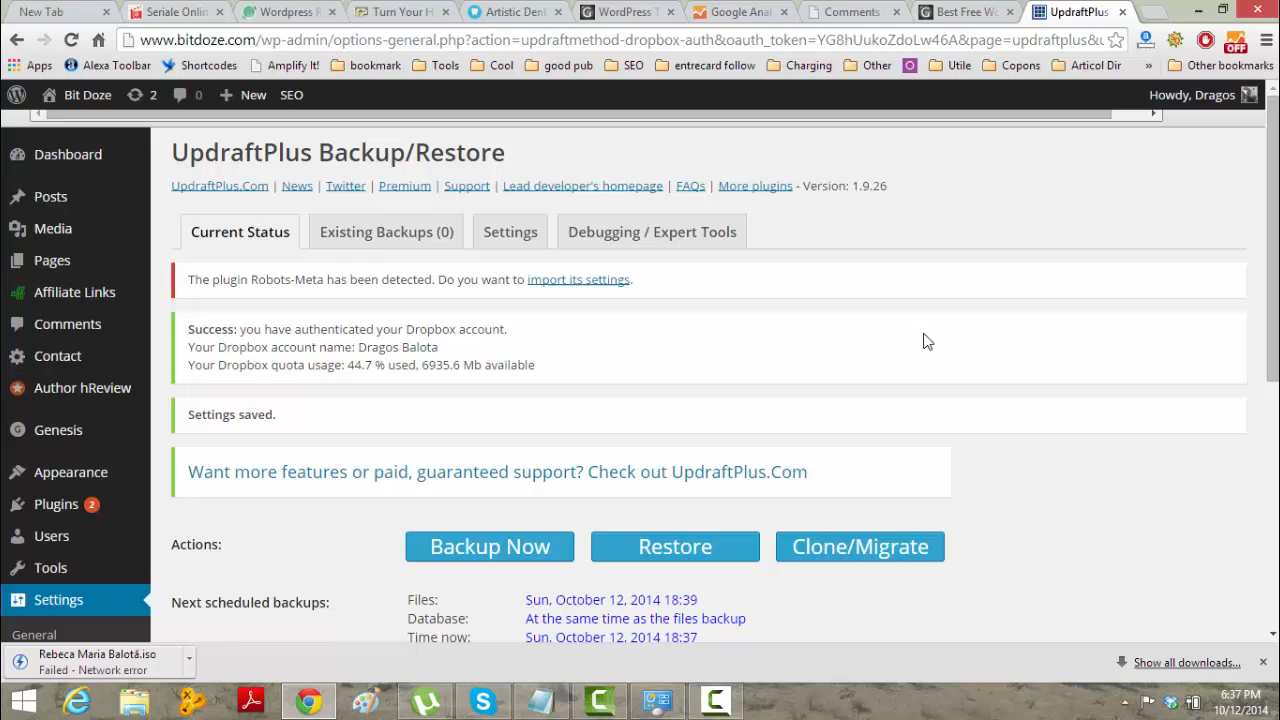 New Tab
Seriale Onlin
Wordpress R
Turn Your H
Artistic Den
WordPress T
Google Anal
Comments
Best Free Wo
UpdraftPlus
www.bitdoze.com/wp-admin/options-general.php?action=updraftmethod-dropbox-auth&oauth_token=YG8hUukoZdoLw46A&page=updraftplus&u
OFF
Apps
Alexa Toolbar
Shortcodes
Amplify It!
bookmark
Tools
Cool
good pub
SEO
entrecard follow
Charging
Other
Utile
Copons
Articol Dir
»
Other bookmarks
Bit Doze
2
0
New
SEO
Howdy, Dragos
Dashboard
Posts
Media
Pages
Affiliate Links
Comments
Contact
Author hReview
Genesis
Appearance
Plugins 2
Users
Tools
Settings
General
UpdraftPlus Backup/Restore
UpdraftPlus.Com | News | Twitter | Premium | Support | Lead developer's homepage | FAQs | More plugins - Version: 1.9.26
Current Status
Existing Backups (0)
Settings
Debugging / Expert Tools
The plugin Robots-Meta has been detected. Do you want to import its settings.
Success: you have authenticated your Dropbox account.
Your Dropbox account name: Dragos Balota
Your Dropbox quota usage: 44.7 % used, 6935.6 Mb available
Settings saved.
Want more features or paid, guaranteed support? Check out UpdraftPlus.Com
Actions:
Backup Now
Restore
Clone/Migrate
Next scheduled backups:
Files: Sun, October 12, 2014 18:39
Database: At the same time as the files backup
Time now: Sun, October 12, 2014 18:37
Rebeca Maria Balotă.iso
Failed - Network error
Show all downloads...
6:37 PM
10/12/2014